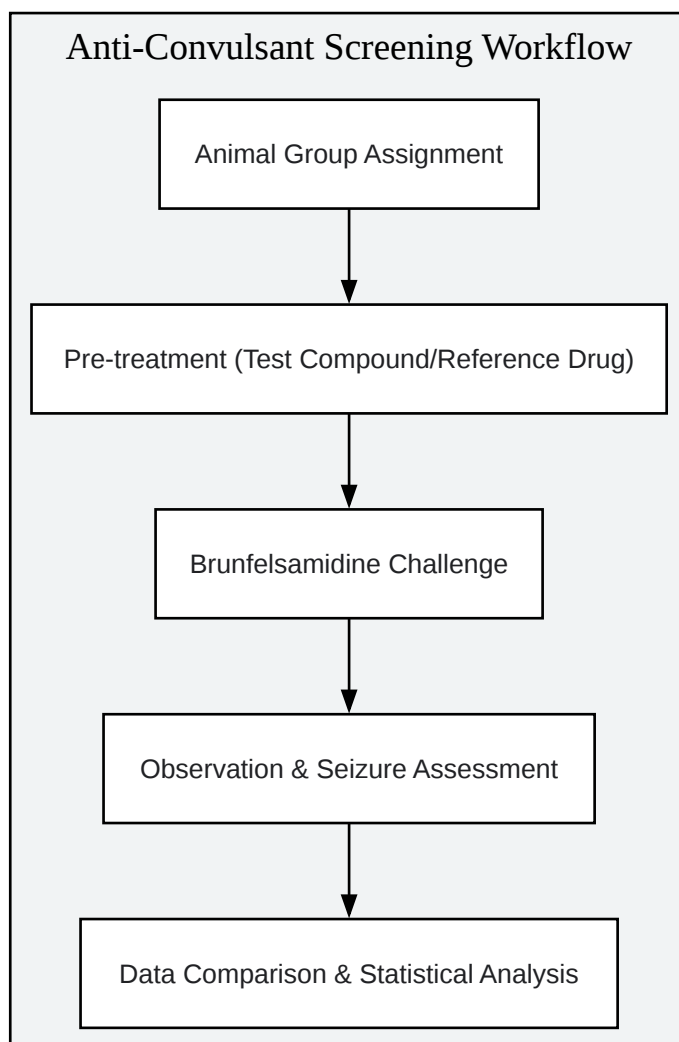 Anti-Convulsant Screening Workflow
Animal Group Assignment
Pre-treatment (Test Compound/Reference Drug)
Brunfelsamidine Challenge
Observation & Seizure Assessment
Data Comparison & Statistical Analysis